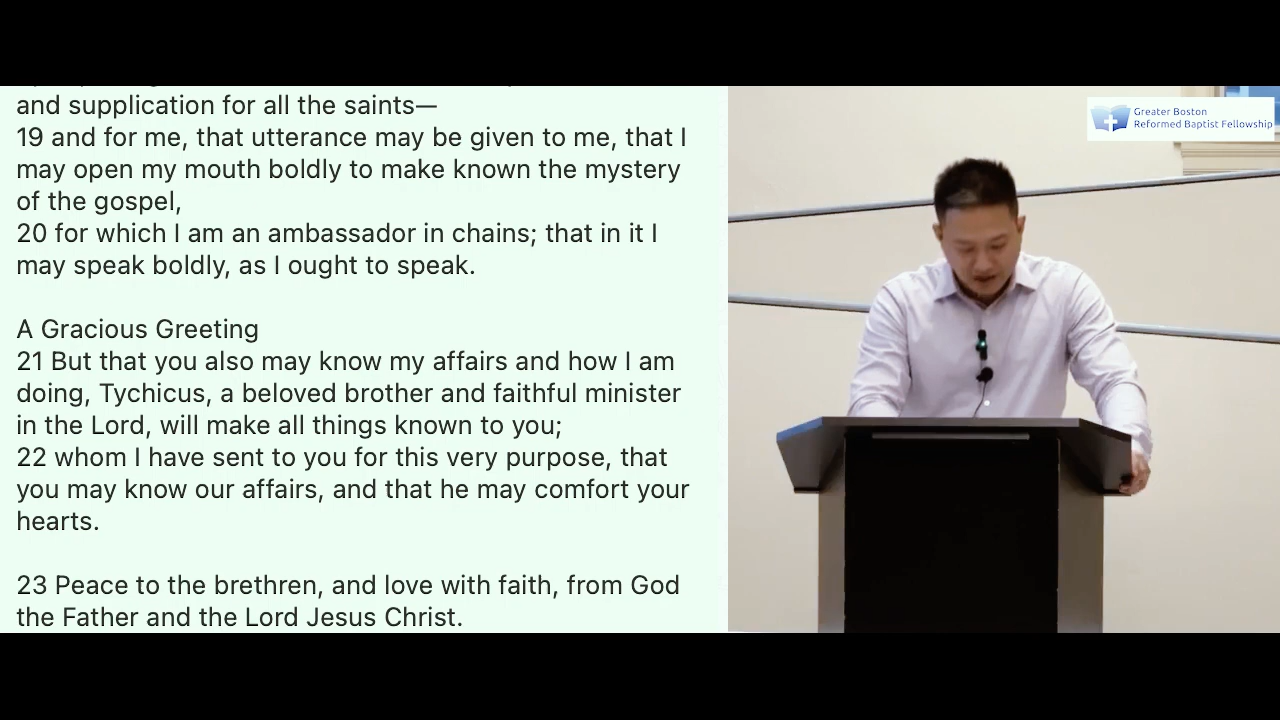 and supplication for all the saints—
19 and for me, that utterance may be given to me, that I
may open my mouth boldly to make known the mystery
of the gospel,
20 for which I am an ambassador in chains; that in it I
may speak boldly, as I ought to speak.
A Gracious Greeting
21 But that you also may know my affairs and how I am
doing, Tychicus, a beloved brother and faithful minister
in the Lord, will make all things known to you;
22 whom I have sent to you for this very purpose, that
you may know our affairs, and that he may comfort your
hearts.
23 Peace to the brethren, and love with faith, from God
the Father and the Lord Jesus Christ.
Greater Boston
Reformed Baptist Fellowship